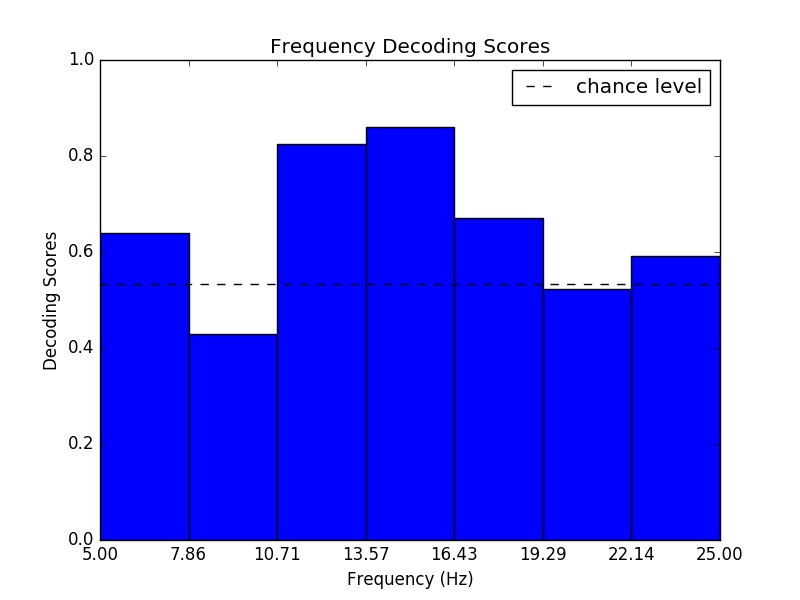 Frequency Decoding Scores
chance level
1.0
0.8
0.6
0.4
0.2
0.0
Decoding Scores
5.00 7.86 10.71 13.57 16.43 19.29 22.14 25.00
Frequency (Hz)